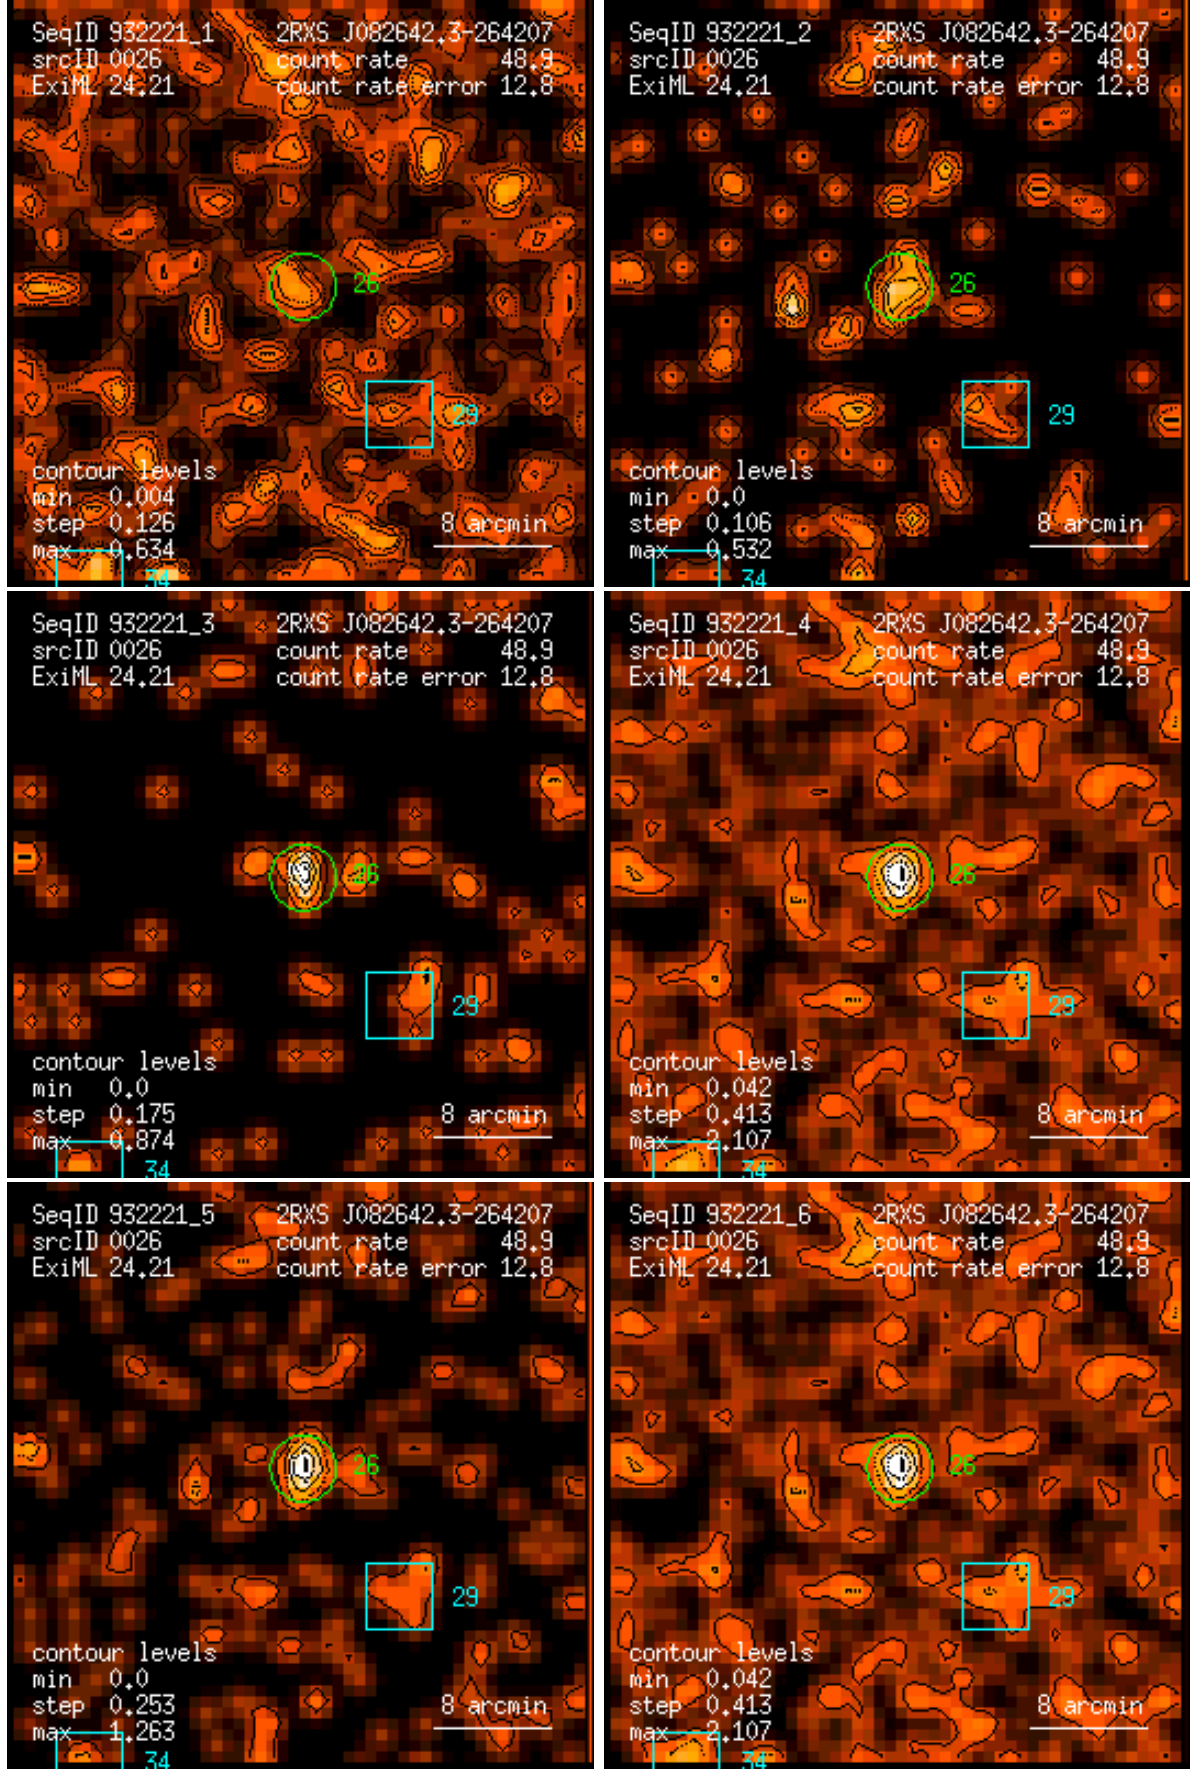 SeqID 932221_1 2RXS J082642.3-264207
srcID 0026 count rate 48.9
ExiML 24.21 count rate error 12.8
26
29
contour levels
min 0.004
step 0.126 8 arcmin
max 0.634
34
SeqID 932221_2 2RXS J082642.3-264207
srcID 0026 count rate 48.9
ExiML 24.21 count rate error 12.8
26
29
contour levels
min 0.0
step 0.106 8 arcmin
max 0.532
34
SeqID 932221_3 2RXS J082642.3-264207
srcID 0026 count rate 48.9
ExiML 24.21 count rate error 12.8
26
29
contour levels
min 0.0
step 0.175 8 arcmin
max 0.874
34
SeqID 932221_4 2RXS J082642.3-264207
srcID 0026 count rate 48.9
ExiML 24.21 count rate error 12.8
26
29
contour levels
min 0.042
step 0.413 8 arcmin
max 2.107
34
SeqID 932221_5 2RXS J082642.3-264207
srcID 0026 count rate 48.9
ExiML 24.21 count rate error 12.8
26
29
contour levels
min 0.0
step 0.253 8 arcmin
max 1.263
34
SeqID 932221_6 2RXS J082642.3-264207
srcID 0026 count rate 48.9
ExiML 24.21 count rate error 12.8
26
29
contour levels
min 0.042
step 0.413 8 arcmin
max 2.107
34